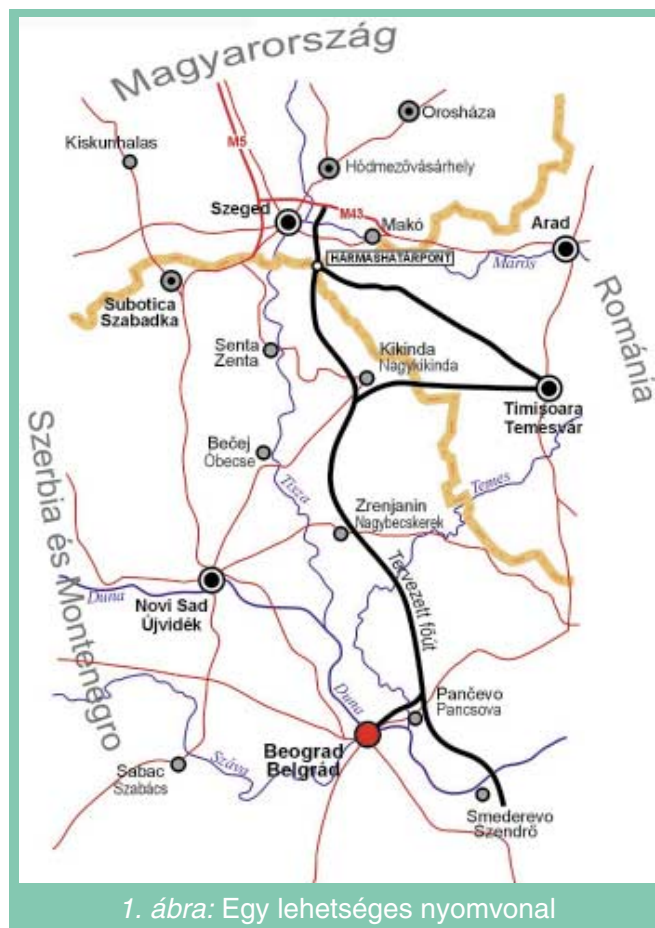 Magyarország
Orosháza
Kiskunhalas
M5
Hódmezővásárhely
Szeged
M43
Makó
Arad
HÁRMASHATÁRPONT
Maros
Románia
Subotica
Szabadka
Senta
Zenta
Kikinda
Nagykikinda
Timisoara
Temesvár
Szerbia és Montenegro
Bečej
Óbecse
Tisza
Temes
Zrenjanin
Nagybecskerek
Tervezett főút
Duna
Novi Sad
Újvidék
Duna
Pančevo
Pancsova
Beograd
Belgrád
Száva
Sabac
Szabács
Smederevo
Szendrő
1. ábra: Egy lehetséges nyomvonal